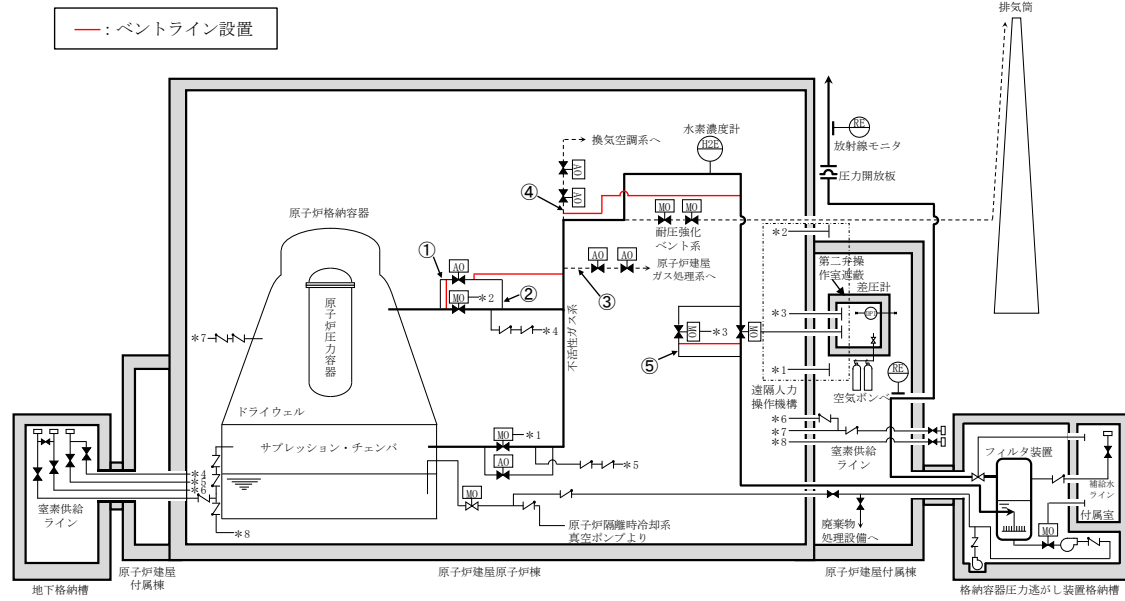 ：ベントライン設置
排気筒
換気空調系へ
水素濃度計
H2E
RE
放射線モニタ
圧力開放板
AO
AO
④
原子炉格納容器
MO
MO
耐圧強化
ベント系
＊2
①
AO
AO
AO
原子炉建屋
ガス処理系へ
第二弁操
作室遮蔽
差圧計
MO
＊2
②
③
原子炉圧力容器
不活性ガス系
＊4
＊7
MO
＊3
MO
＊3
⑤
＊1
RE
遠隔人力
操作機構
空気ボンベ
ドライウェル
＊6
＊7
＊8
窒素供給
ライン
サプレッション・チェンバ
MO
＊1
AO
＊5
フィルタ装置
補給水
ライン
付属室
MO
＊4
＊5
＊6
窒素供給
ライン
MO
＊8
原子炉隔離時冷却系
真空ポンプより
廃棄物
処理設備へ
地下格納槽
原子炉建屋
付属棟
原子炉建屋原子炉棟
原子炉建屋付属棟
格納容器圧力逃がし装置格納槽